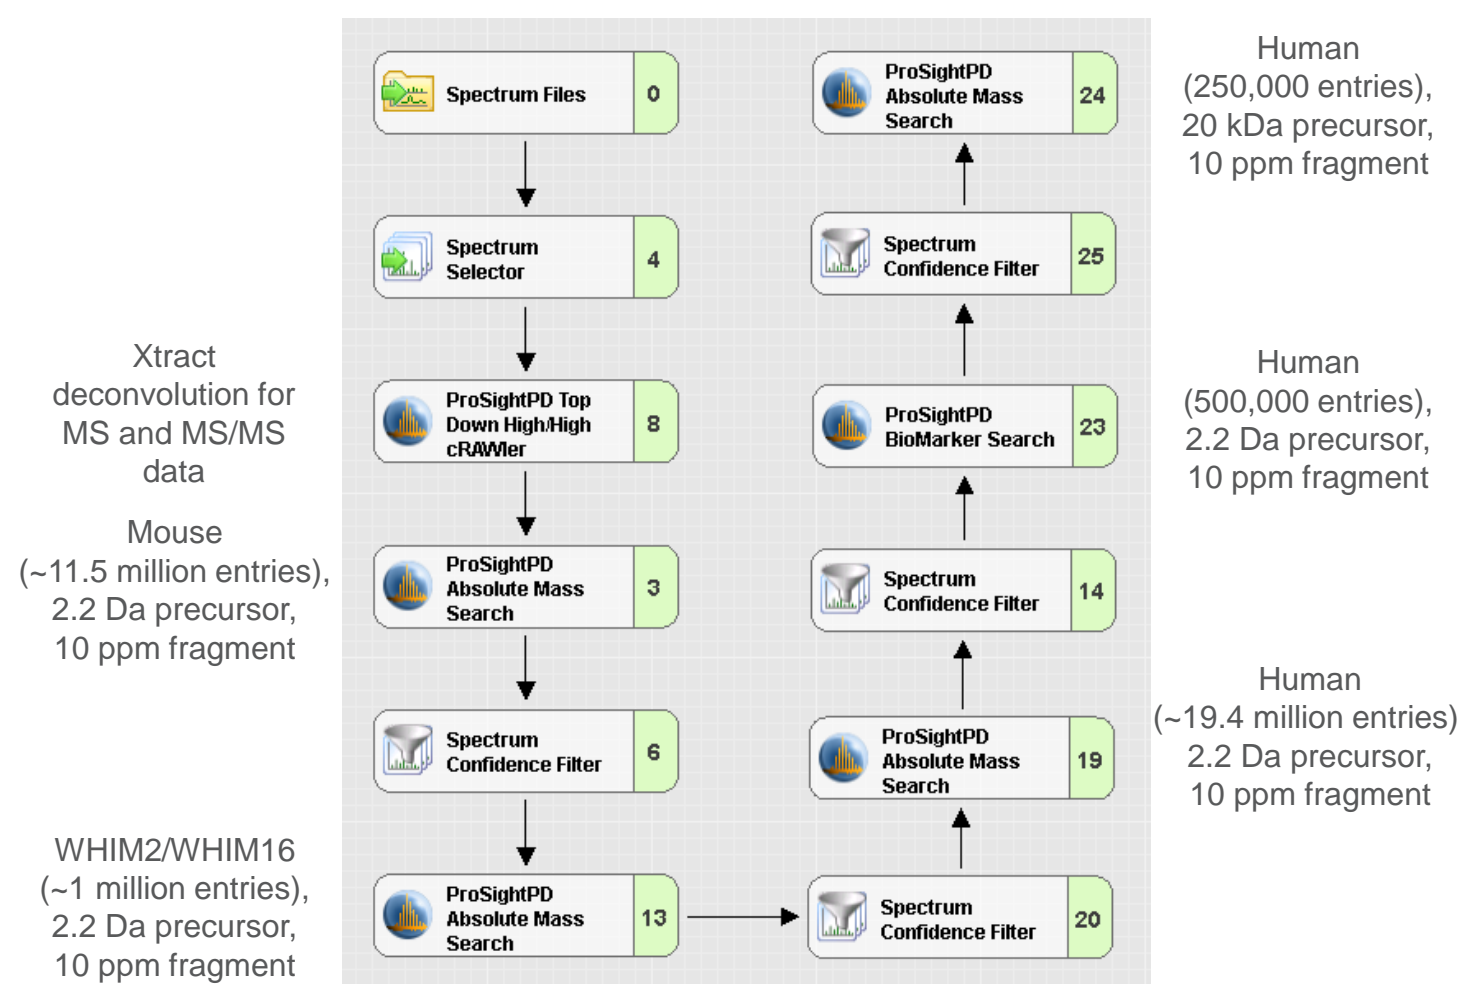 Spectrum Files
0
Spectrum
Selector
4
Xtract
deconvolution for
MS and MS/MS
data
ProSightPD Top
Down High/High
cRAWler
8
Mouse
(~11.5 million entries),
2.2 Da precursor,
10 ppm fragment
ProSightPD
Absolute Mass
Search
3
Spectrum
Confidence Filter
6
WHIM2/WHIM16
(~1 million entries),
2.2 Da precursor,
10 ppm fragment
ProSightPD
Absolute Mass
Search
13
Spectrum
Confidence Filter
20
ProSightPD
Absolute Mass
Search
19
Human
(~19.4 million entries)
2.2 Da precursor,
10 ppm fragment
Spectrum
Confidence Filter
14
ProSightPD
BioMarker Search
23
Human
(500,000 entries),
2.2 Da precursor,
10 ppm fragment
Spectrum
Confidence Filter
25
ProSightPD
Absolute Mass
Search
24
Human
(250,000 entries),
20 kDa precursor,
10 ppm fragment